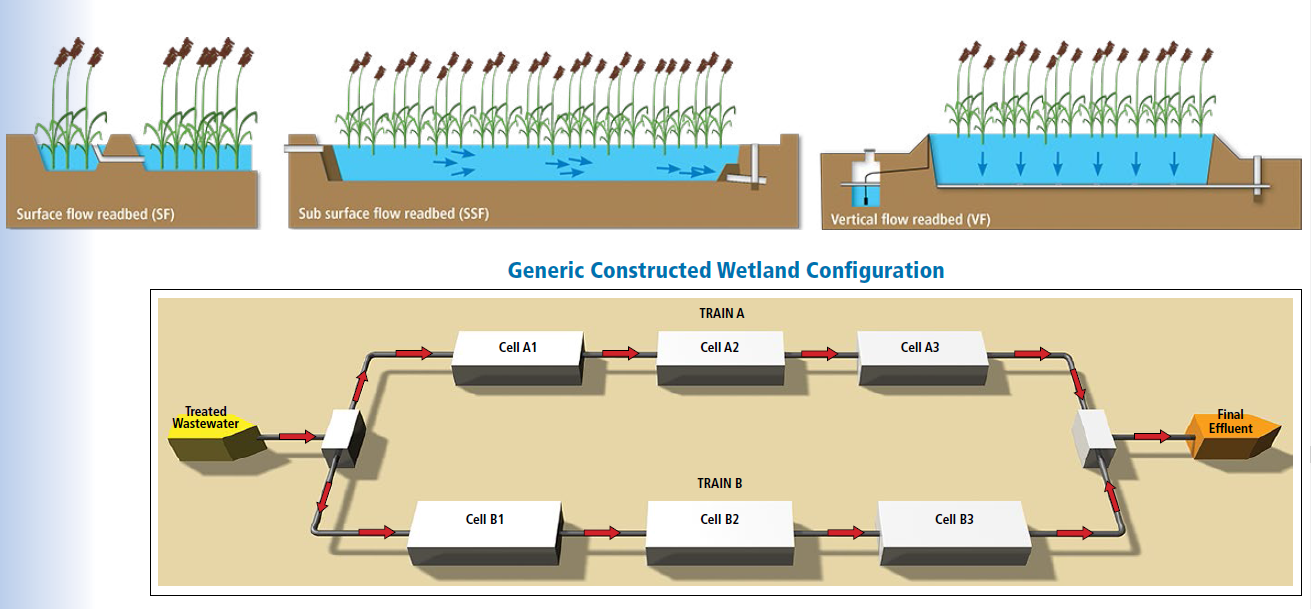 Surface flow readbed (SF)
Sub surface flow readbed (SSF)
Vertical flow readbed (VF)
Generic Constructed Wetland Configuration
TRAIN A
Cell A1
Cell A2
Cell A3
Treated
Wastewater
Final
Effluent
TRAIN B
Cell B1
Cell B2
Cell B3